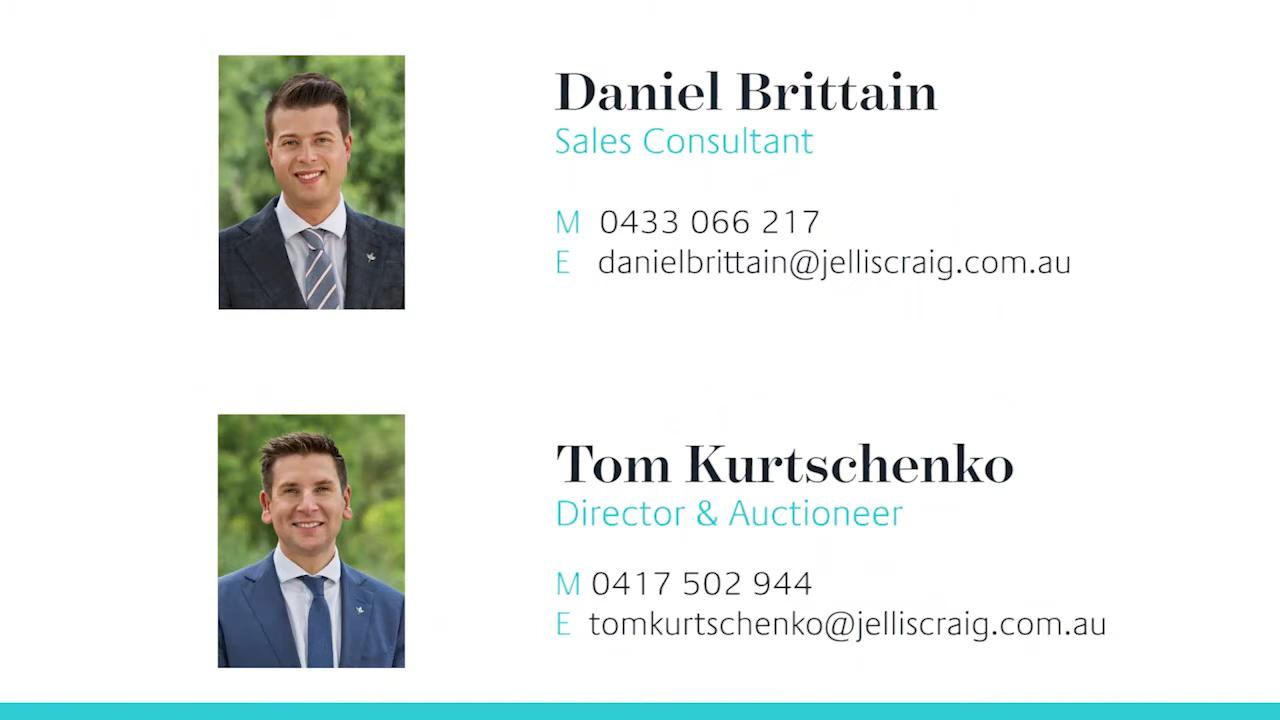 Daniel Brittain
Sales Consultant
M 0433 066 217
E danielbrittain@jelliscraig.com.au
Tom Kurtschenko
Director & Auctioneer
M 0417 502 944
E tomkurtschenko@jelliscraig.com.au